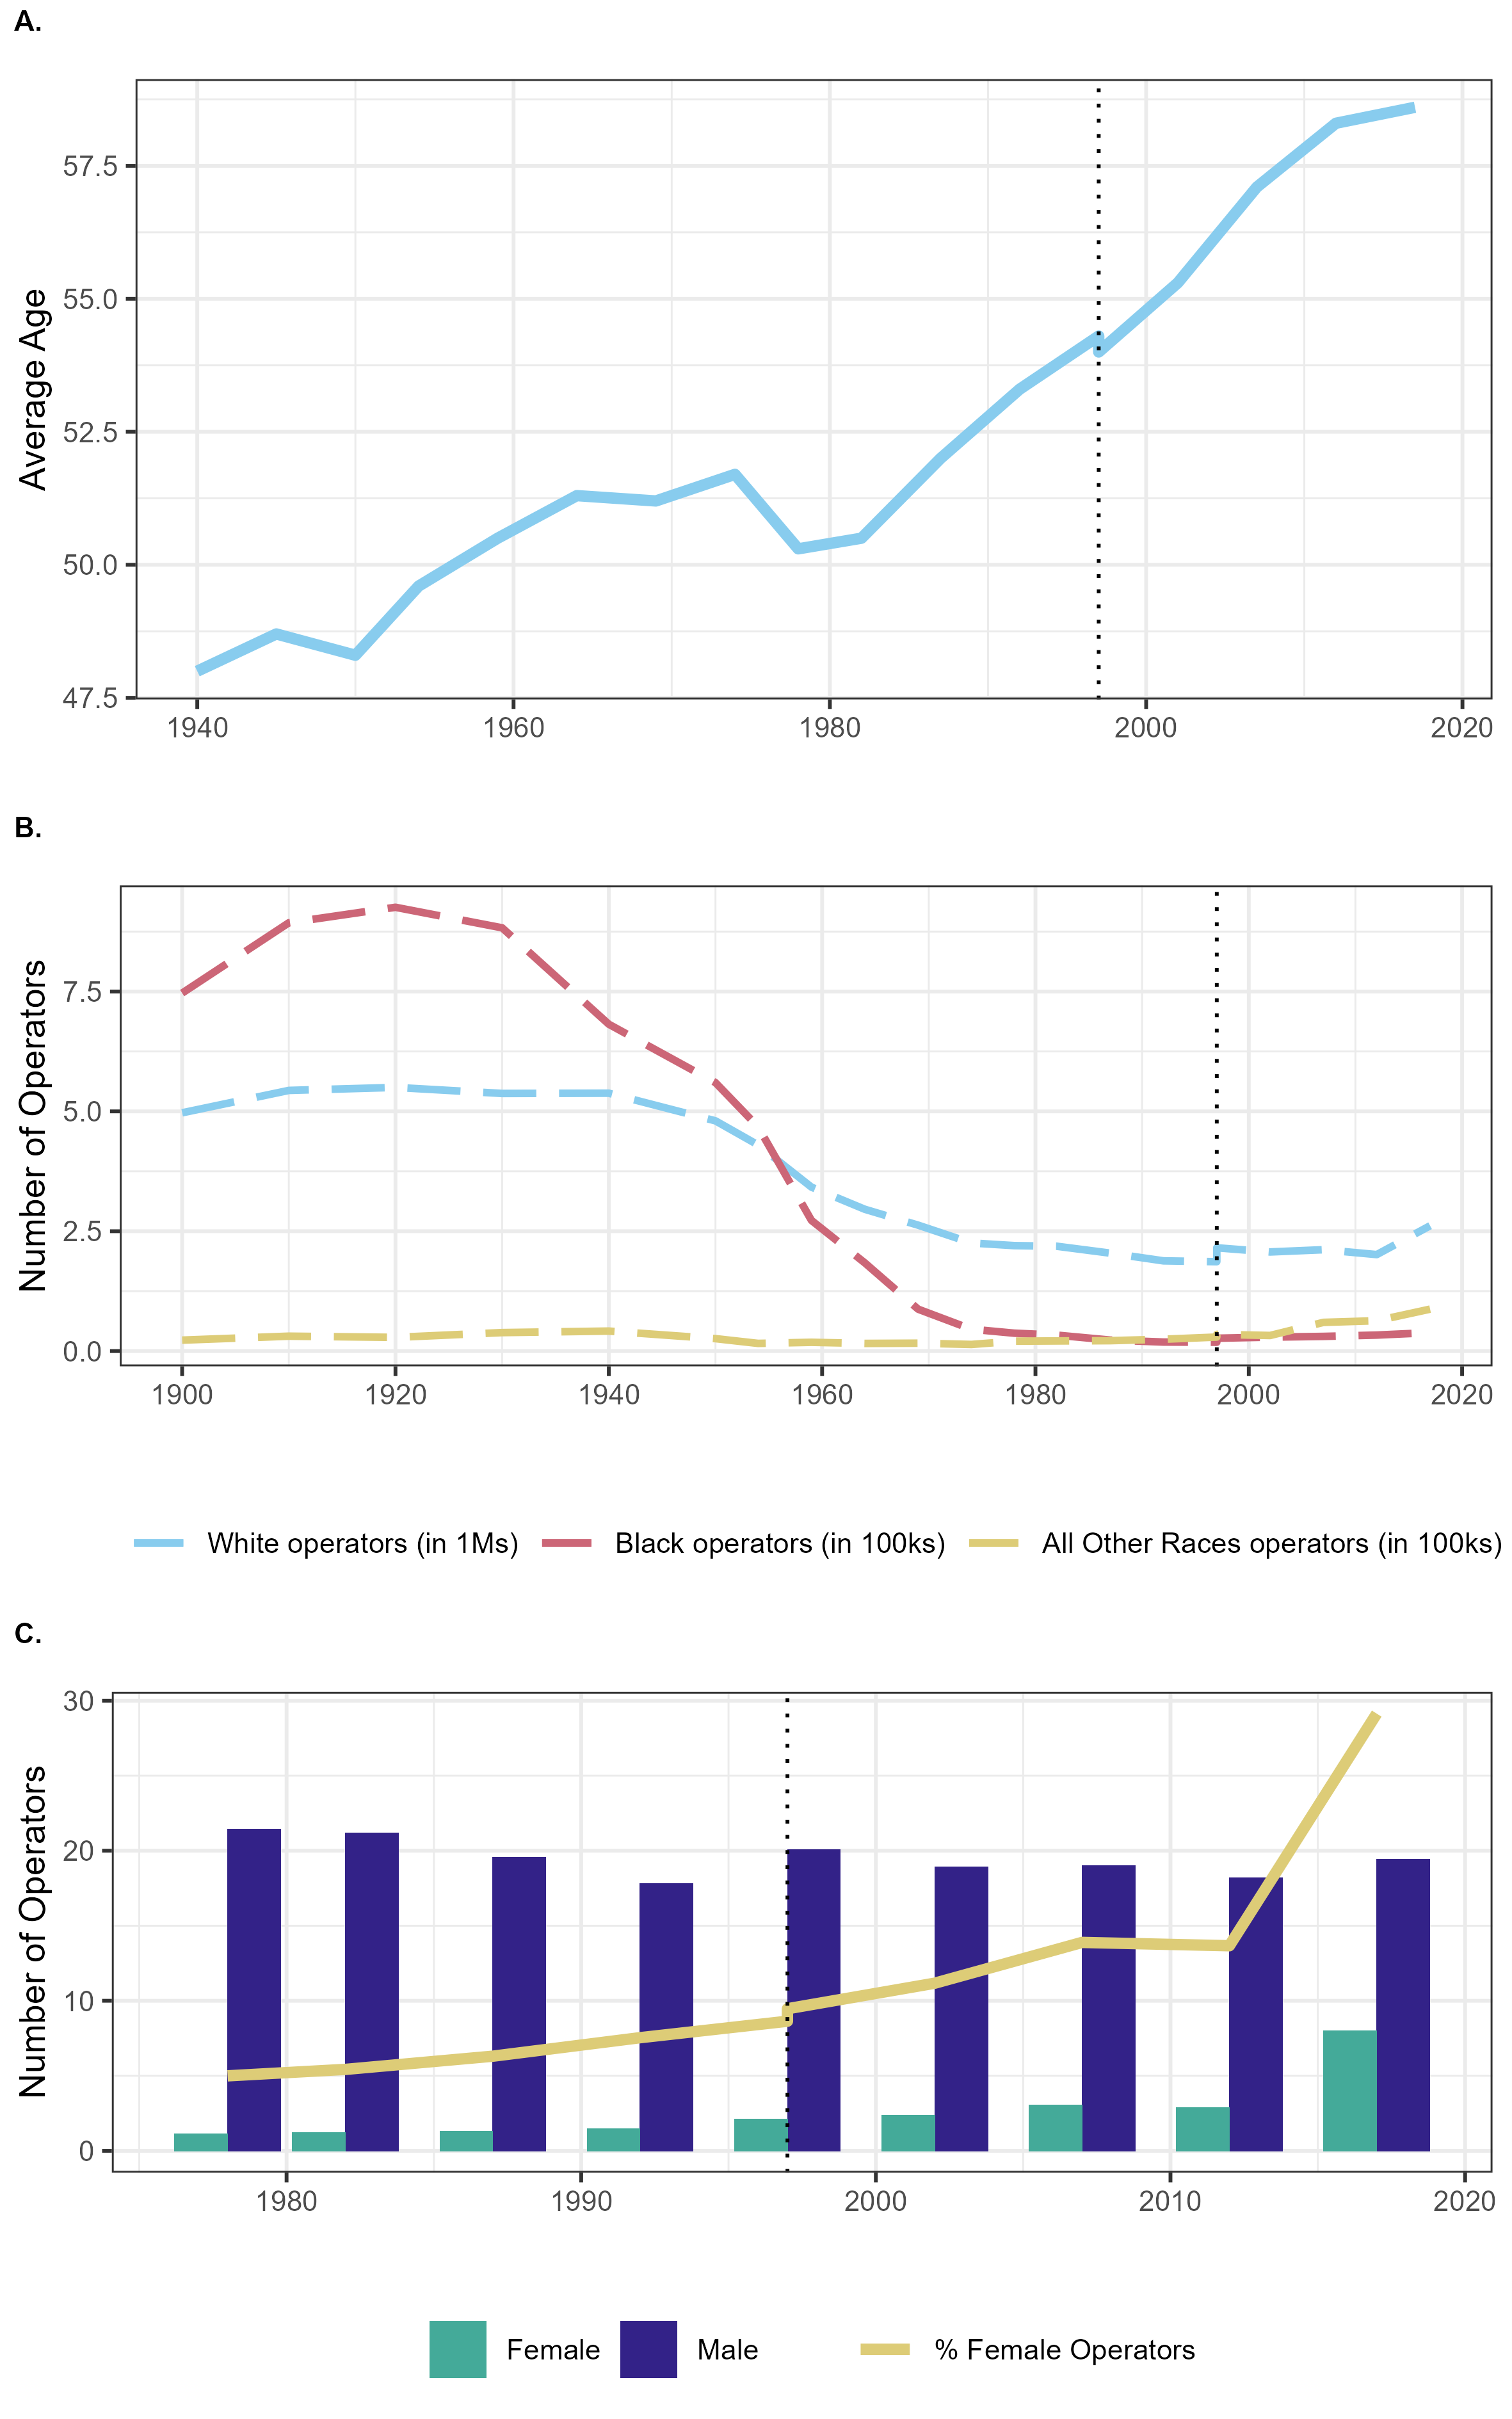 A.
57.5
55.0
52.5
50.0
47.5
Average Age
1940 1960 1980 2000 2020
B.
7.5
5.0
2.5
0.0
Number of Operators
1900 1920 1940 1960 1980 2000 2020
White operators (in 1Ms) Black operators (in 100ks) All Other Races operators (in 100ks)
C.
30
20
10
0
Number of Operators
1980 1990 2000 2010 2020
Female Male % Female Operators